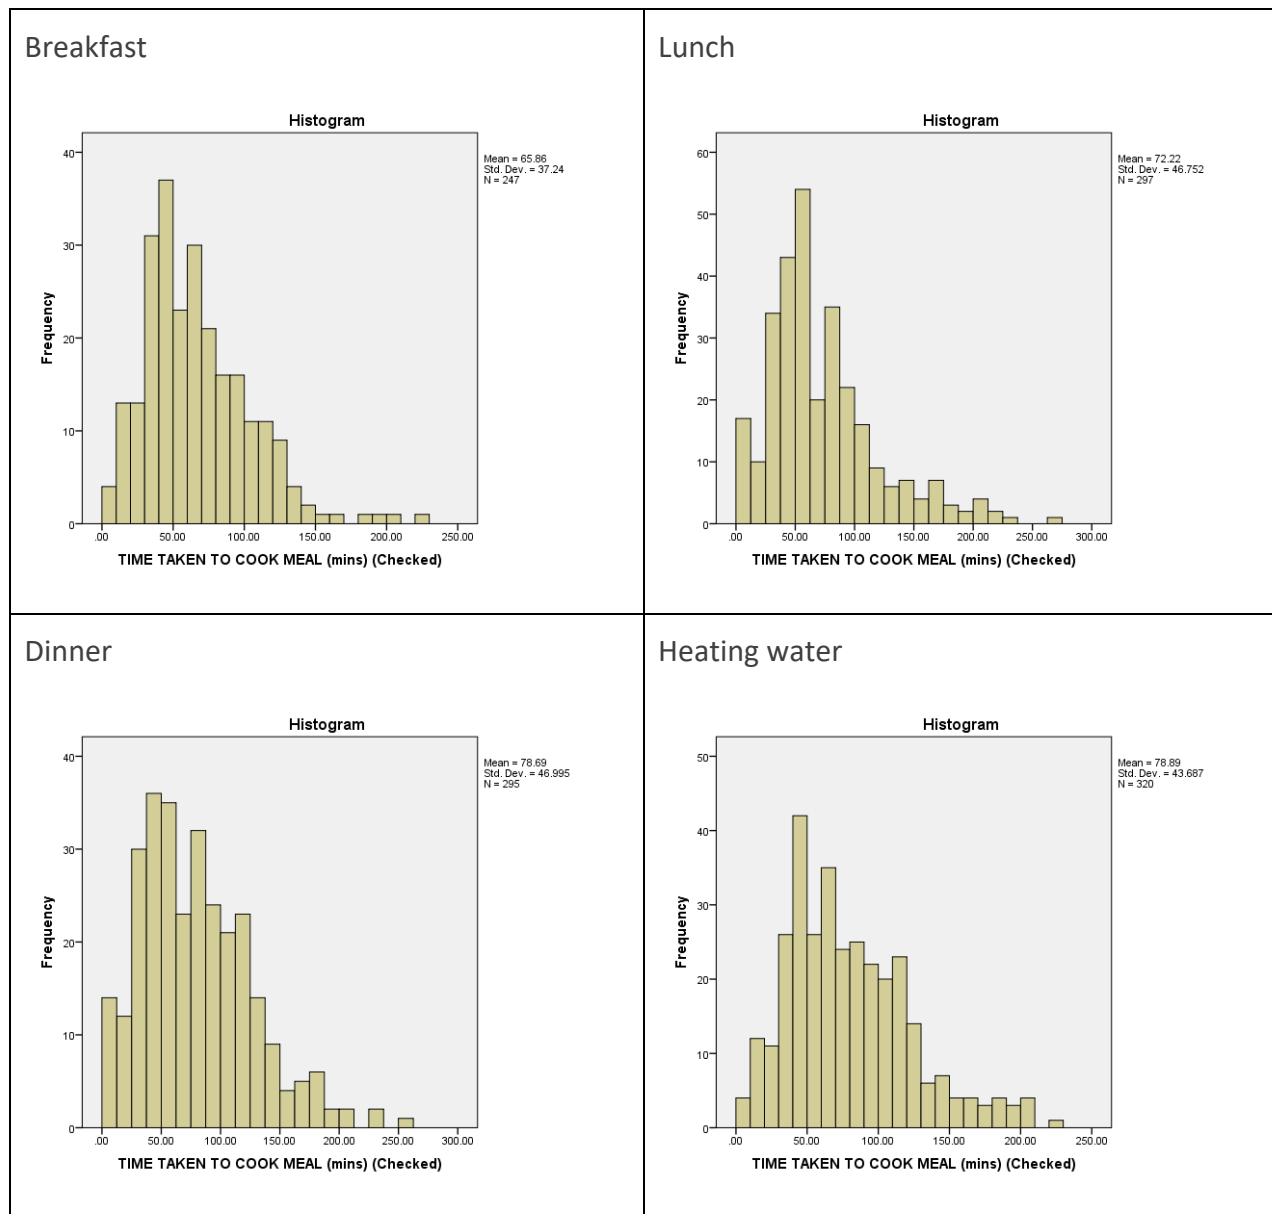 Breakfast
Histogram
Mean = 65.86
Std. Dev. = 37.24
N = 247
40
30
20
10
0
Frequency
.00 50.00 100.00 150.00 200.00 250.00
TIME TAKEN TO COOK MEAL (mins) (Checked)
Lunch
Histogram
Mean = 72.22
Std. Dev. = 46.752
N = 297
60
50
40
30
20
10
0
Frequency
.00 50.00 100.00 150.00 200.00 250.00 300.00
TIME TAKEN TO COOK MEAL (mins) (Checked)
Dinner
Histogram
Mean = 78.69
Std. Dev. = 46.995
N = 295
40
30
20
10
0
Frequency
.00 50.00 100.00 150.00 200.00 250.00 300.00
TIME TAKEN TO COOK MEAL (mins) (Checked)
Heating water
Histogram
Mean = 78.89
Std. Dev. = 43.687
N = 320
50
40
30
20
10
0
Frequency
.00 50.00 100.00 150.00 200.00 250.00
TIME TAKEN TO COOK MEAL (mins) (Checked)